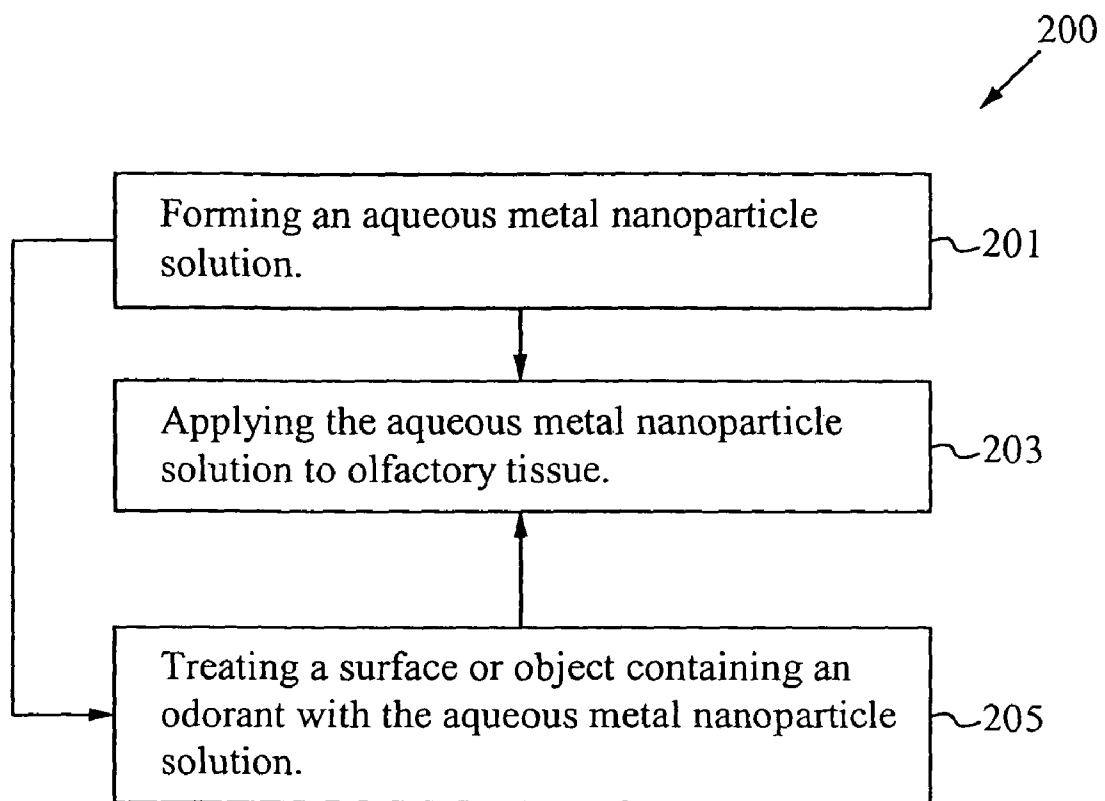 200
Forming an aqueous metal nanoparticle
solution.
201
Applying the aqueous metal nanoparticle
solution to olfactory tissue.
203
Treating a surface or object containing an
odorant with the aqueous metal nanoparticle
solution.
205